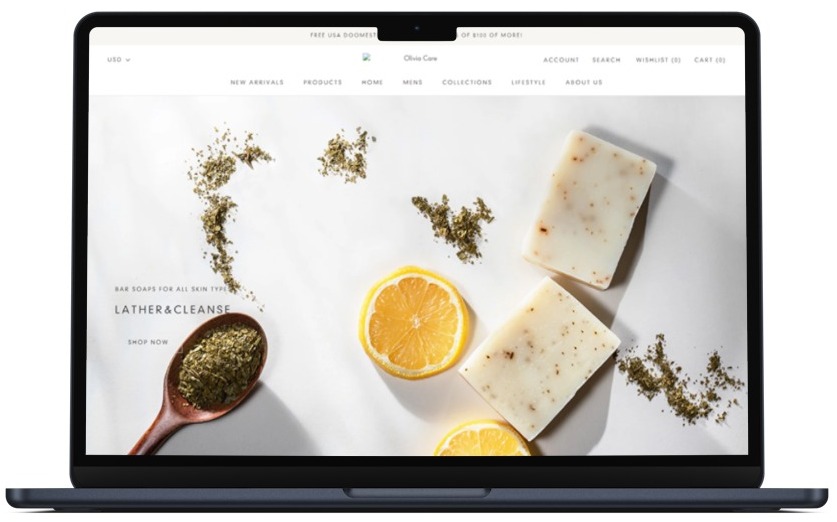 FREE USA DOOMEST OF $100 OF MORE!
USD
Olivia Care
ACCOUNT SEARCH WISHLIST (0) CART (0)
NEW ARRIVALS PRODUCTS HOME MENS COLLECTIONS LIFESTYLE ABOUT US
BAR SOAPS FOR ALL SKIN TYPE
LATHER&CLEANSE
SHOP NOW